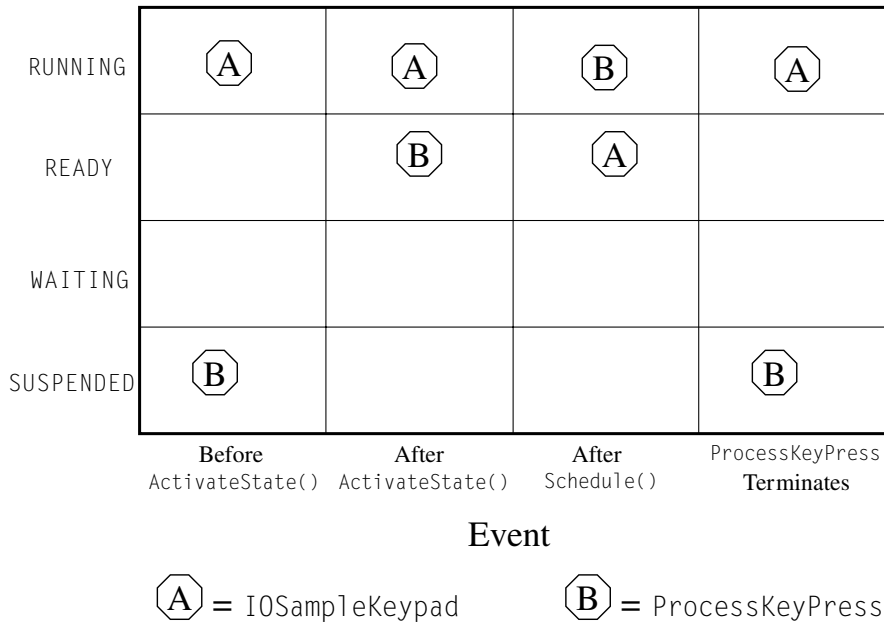 RUNNING A A B A
READY B A
WAITING
SUSPENDED B B
Before After After ProcessKeyPress
ActivateState() ActivateState() Schedule() Terminates
Event
A = IOSampleKeypad B = ProcessKeyPress